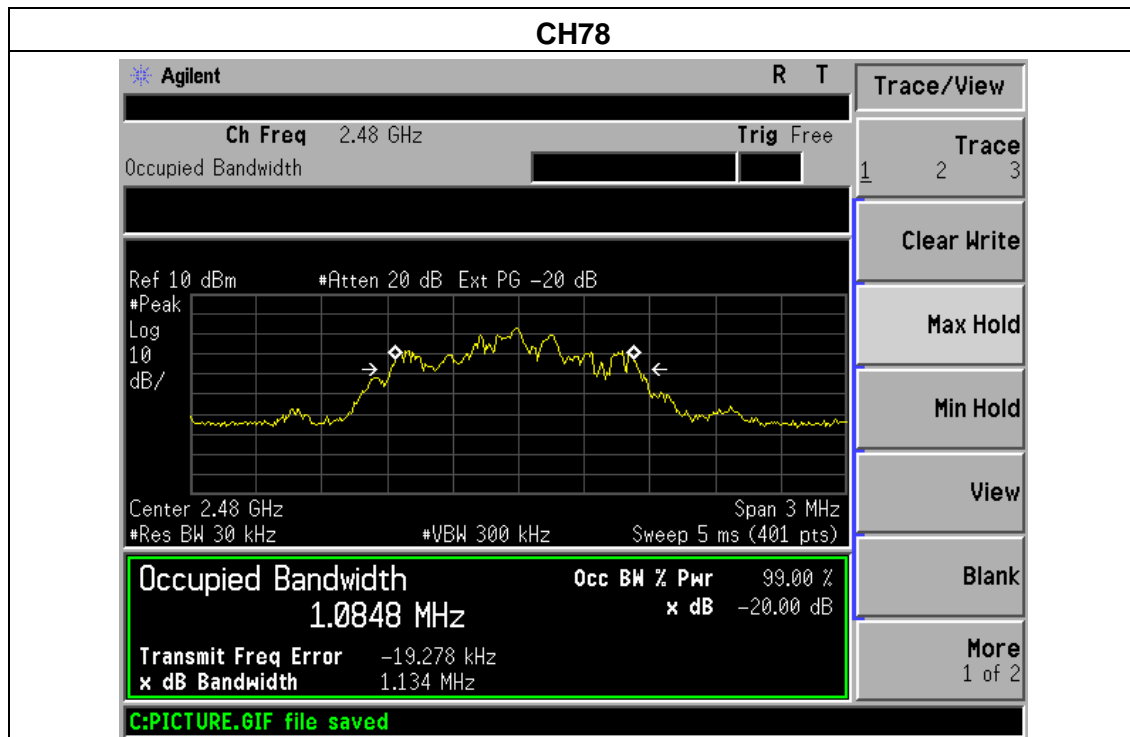 CH78
Agilent R T
Ch Freq 2.48 GHz Trig Free
Occupied Bandwidth
Ref 10 dBm #Atten 20 dB Ext PG -20 dB
#Peak
Log
10
dB/
Center 2.48 GHz Span 3 MHz
#Res BW 30 kHz #VBW 300 kHz Sweep 5 ms (401 pts)
Occupied Bandwidth Occ BW % Pwr 99.00 %
1.0848 MHz x dB -20.00 dB
Transmit Freq Error -19.278 kHz
x dB Bandwidth 1.134 MHz
C:PICTURE.GIF file saved
Trace/View
Trace
1 2 3
Clear Write
Max Hold
Min Hold
View
Blank
More
1 of 2